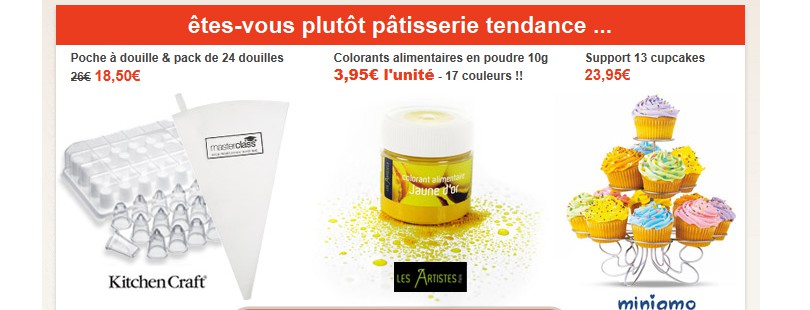 êtes-vous plutôt pâtisserie tendance ...
Poche à douille & pack de 24 douilles
26€ 18,50€
Colorants alimentaires en poudre 10g
3,95€ l'unité - 17 couleurs !!
Support 13 cupcakes
23,95€
masterclass
colorant alimentaire
Jaune d'or
LES ARTISTES
KitchenCraft
LES ARTISTES
miniamo